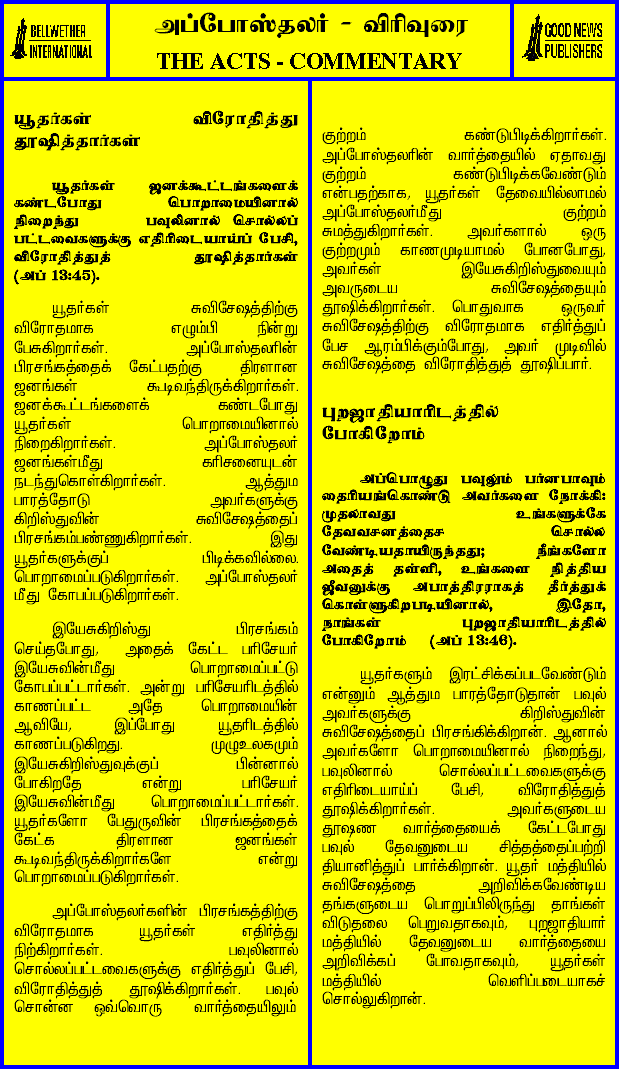 BELLWETHER
INTERNATIONAL
அப்போஸ்தலர் - விரிவுரை
THE ACTS - COMMENTARY
GOOD NEWS
PUBLISHERS
யூதர்கள் விரோதித்து
தூஷித்தார்கள்
யூதர்கள் ஜனக்கூட்டங்களைக்
கண்டபோது பொறாமையினால்
நிறைந்து பவுலினால் சொல்லப்
பட்டவைகளுக்கு எதிரிடையாய்ப் பேசி,
விரோதித்துத் தூஷித்தார்கள்
(அப் 13:45).
யூதர்கள் சுவிசேஷத்திற்கு
விரோதமாக எழும்பி நின்று
பேசுகிறார்கள். அப்போஸ்தலரின்
பிரசங்கத்தைக் கேட்பதற்கு திரளான
ஜனங்கள் கூடிவந்திருக்கிறார்கள்.
ஜனக்கூட்டங்களைக் கண்டபோது
யூதர்கள் பொறாமையினால்
நிறைகிறார்கள். அப்போஸ்தலர்
ஜனங்கள்மீது கரிசனையுடன்
நடந்துகொள்கிறார்கள். ஆத்தும
பாரத்தோடு அவர்களுக்கு
கிறிஸ்துவின் சுவிசேஷத்தைப்
பிரசங்கம்பண்ணுகிறார்கள். இது
யூதர்களுக்குப் பிடிக்கவில்லை.
பொறாமைப்படுகிறார்கள். அப்போஸ்தலர்
மீது கோபப்படுகிறார்கள்.
இயேசுகிறிஸ்து பிரசங்கம்
செய்தபோது, அதைக் கேட்ட பரிசேயர்
இயேசுவின்மீது பொறாமைப்பட்டு
கோபப்பட்டார்கள். அன்று பரிசேயரிடத்தில்
காணப்பட்ட அதே பொறாமையின்
ஆவியே, இப்போது யூதரிடத்தில்
காணப்படுகிறது. முழுஉலகமும்
இயேசுகிறிஸ்துவுக்குப் பின்னால்
போகிறதே என்று பரிசேயர்
இயேசுவின்மீது பொறாமைப்பட்டார்கள்.
யூதர்களோ பேதுருவின் பிரசங்கத்தைக்
கேட்க திரளான ஜனங்கள்
கூடிவந்திருக்கிறார்களே என்று
பொறாமைப்படுகிறார்கள்.
அப்போஸ்தலர்களின் பிரசங்கத்திற்கு
விரோதமாக யூதர்கள் எதிர்த்து
நிற்கிறார்கள். பவுலினால்
சொல்லப்பட்டவைகளுக்கு எதிர்த்துப் பேசி,
விரோதித்துத் தூஷிக்கிறார்கள். பவுல்
சொன்ன ஒவ்வொரு வார்த்தையிலும்
குற்றம் கண்டுபிடிக்கிறார்கள்.
அப்போஸ்தலரின் வார்த்தையில் ஏதாவது
குற்றம் கண்டுபிடிக்கவேண்டும்
என்பதற்காக, யூதர்கள் தேவையில்லாமல்
அப்போஸ்தலர்மீது குற்றம்
சுமத்துகிறார்கள். அவர்களால் ஒரு
குற்றமும் காணமுடியாமல் போனபோது,
அவர்கள் இயேசுகிறிஸ்துவையும்
அவருடைய சுவிசேஷத்தையும்
தூஷிக்கிறார்கள். பொதுவாக ஒருவர்
சுவிசேஷத்திற்கு விரோதமாக எதிர்த்துப்
பேச ஆரம்பிக்கும்போது, அவர் முடிவில்
சுவிசேஷத்தை விரோதித்துத் தூஷிப்பார்.
புறஜாதியாரிடத்தில்
போகிறோம்
அப்பொழுது பவுலும் பர்னபாவும்
தைரியங்கொண்டு அவர்களை நோக்கி:
முதலாவது உங்களுக்கே
தேவவசனத்தைச சொல்ல
வேண்டியதாயிருந்தது; நீங்களோ
அதைத் தள்ளி, உங்களை நித்திய
ஜீவனுக்கு அபாத்திரராகத் தீர்த்துக்
கொள்ளுகிறபடியினால், இதோ,
நாங்கள் புறஜாதியாரிடத்தில்
போகிறோம் (அப் 13:46).
யூதர்களும் இரட்சிக்கப்படவேண்டும்
என்னும் ஆத்தும பாரத்தோடுதான் பவுல்
அவர்களுக்கு கிறிஸ்துவின்
சுவிசேஷத்தைப் பிரசங்கிக்கிறான். ஆனால்
அவர்களோ பொறாமையினால் நிறைந்து,
பவுலினால் சொல்லப்பட்டவைகளுக்கு
எதிரிடையாய்ப் பேசி, விரோதித்துத்
தூஷிக்கிறார்கள். அவர்களுடைய
தூஷண வார்த்தையைக் கேட்டபோது
பவுல் தேவனுடைய சித்தத்தைப்பற்றி
தியானித்துப் பார்க்கிறான். யூதர் மத்தியில்
சுவிசேஷத்தை அறிவிக்கவேண்டிய
தங்களுடைய பொறுப்பிலிருந்து தாங்கள்
விடுதலை பெறுவதாகவும், புறஜாதியார்
மத்தியில் தேவனுடைய வார்த்தையை
அறிவிக்கப் போவதாகவும், யூதர்கள்
மத்தியில் வெளிப்படையாகச்
சொல்லுகிறான்.